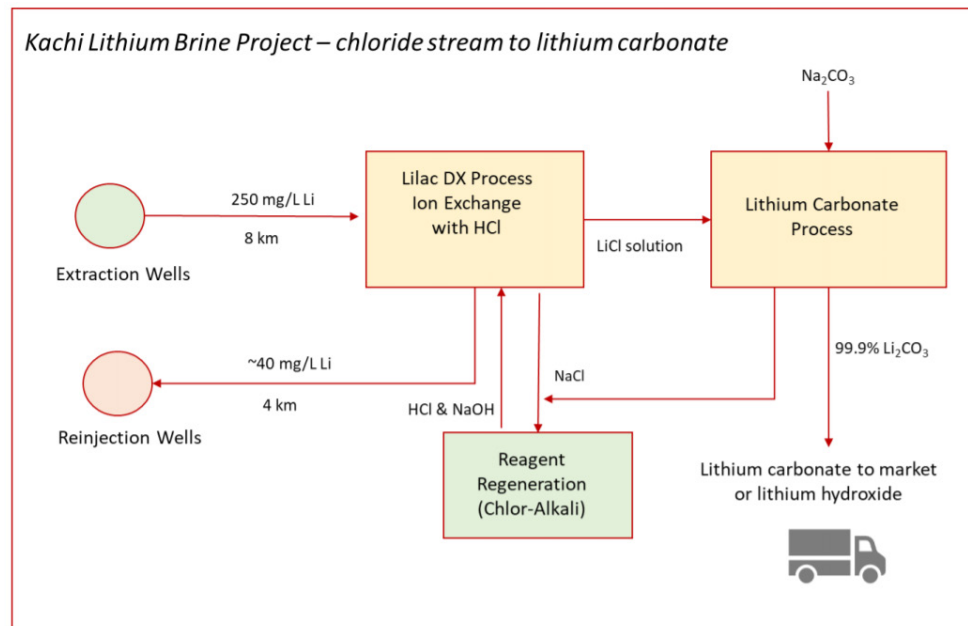 Kachi Lithium Brine Project – chloride stream to lithium carbonate
Na₂CO₃
Lilac DX Process
Ion Exchange
with HCl
Lithium Carbonate
Process
250 mg/L Li
8 km
Extraction Wells
LiCl solution
~40 mg/L Li
4 km
Reinjection Wells
HCl & NaOH
NaCl
99.9% Li₂CO₃
Reagent
Regeneration
(Chlor-Alkali)
Lithium carbonate to market
or lithium hydroxide